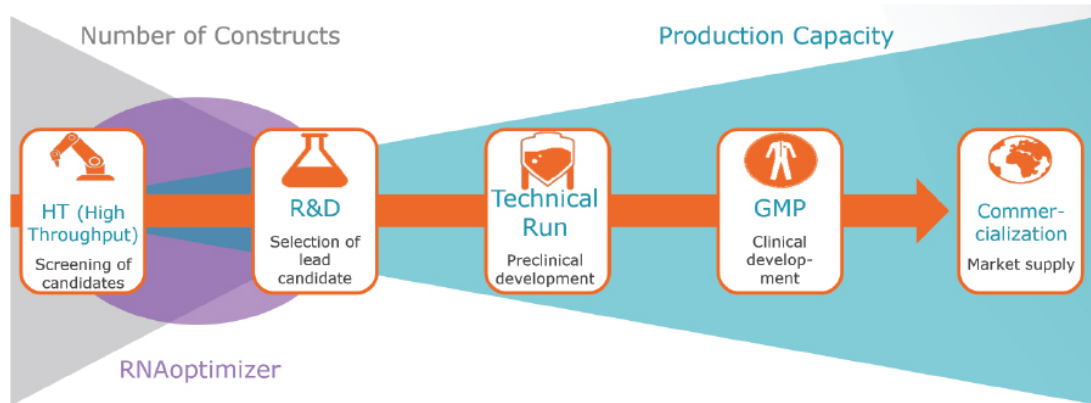 Number of Constructs
Production Capacity
HT (High
Throughput)
Screening of
candidates
R&D
Selection of
lead
candidate
Technical
Run
Preclinical
development
GMP
Clinical
develop-
ment
Commer-
cialization
Market supply
RNAoptimizer